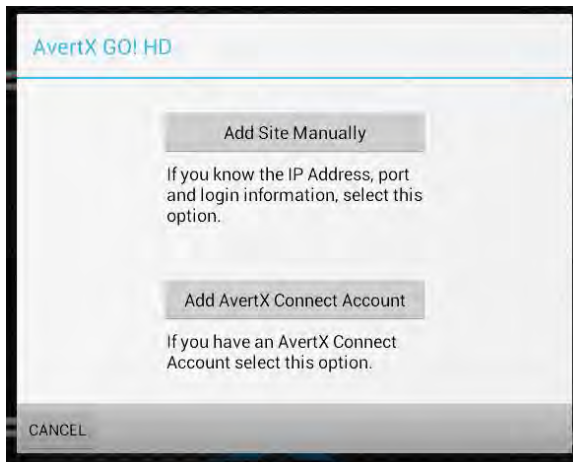 AvertX GO! HD
Add Site Manually
If you know the IP Address, port
and login information, select this
option.
Add AvertX Connect Account
If you have an AvertX Connect
Account select this option.
CANCEL